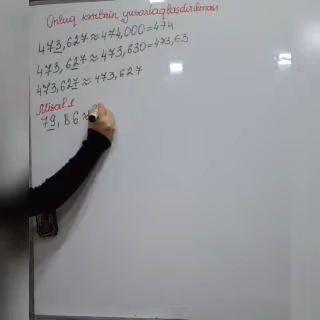 Onluq kəsrin yuvarlaqlaşdırılması
473,627 ≈ 474,000 = 474
473,627 ≈ 473,630 = 473,63
473,627 ≈ 473,627
Misal 1
79,86 ≈